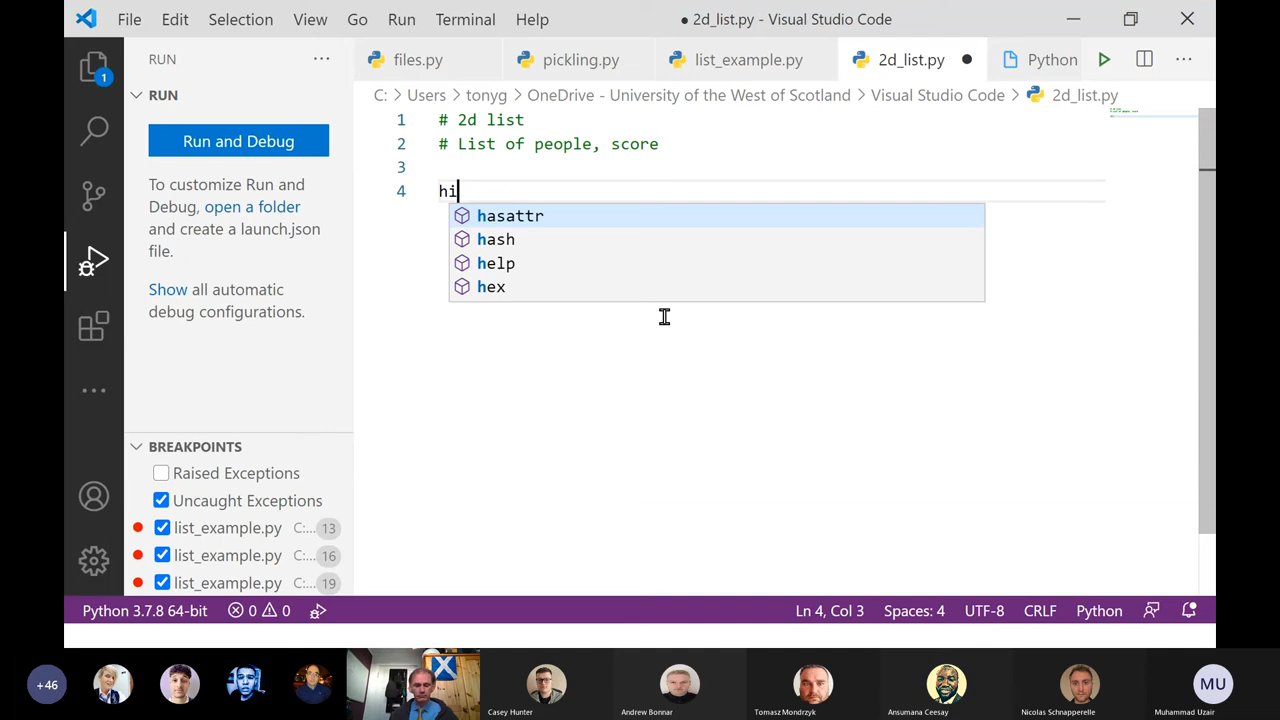 File Edit Selection View Go Run Terminal Help ● 2d_list.py - Visual Studio Code
RUN ··· files.py pickling.py list_example.py 2d_list.py ● Python ···
RUN
C: > Users > tonyg > OneDrive - University of the West of Scotland > Visual Studio Code > 2d_list.py
1
1 # 2d list
Run and Debug
2 # List of people, score
3
To customize Run and
Debug, open a folder
and create a launch.json
file.
4 hi
hasattr
hash
help
hex
Show all automatic
debug configurations.
BREAKPOINTS
Raised Exceptions
Uncaught Exceptions
list_example.py C:... 13
list_example.py C:... 16
list_example.py C:... 19
Python 3.7.8 64-bit 0 0 Ln 4, Col 3 Spaces: 4 UTF-8 CRLF Python
+46 MU
Casey Hunter Andrew Bonnar Tomasz Mondrzyk Ansumana Ceesay Nicolas Schnapperelle Muhammad Uzair